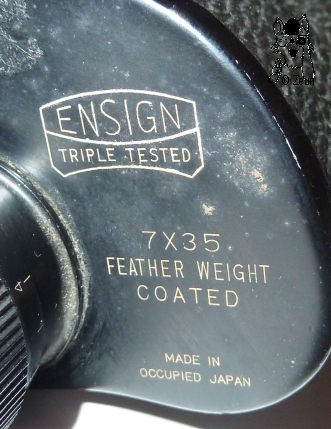 ENSIGN
TRIPLE TESTED
7X35
FEATHER WEIGHT
COATED
MADE IN
OCCUPIED JAPAN